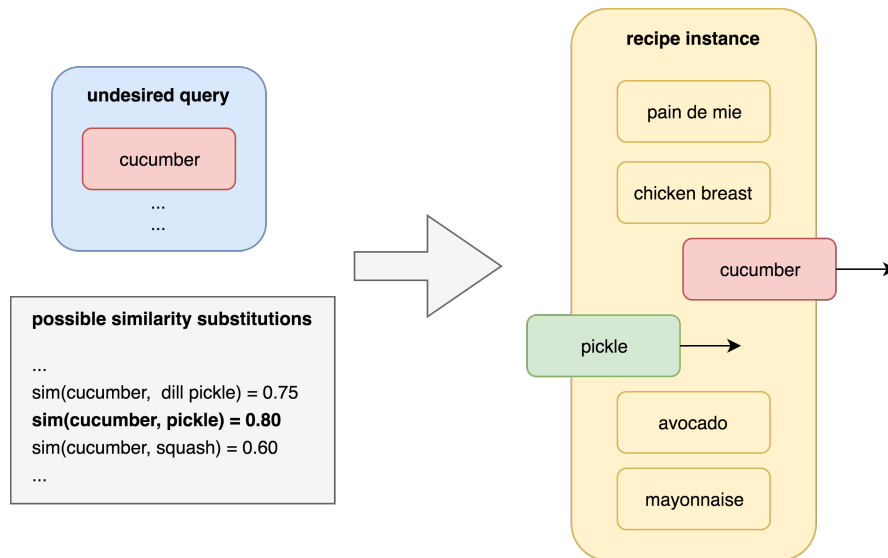 undesired query
cucumber
...
...
possible similarity substitutions
...
sim(cucumber,  dill pickle) = 0.75
sim(cucumber, pickle) = 0.80
sim(cucumber, squash) = 0.60
...
recipe instance
pain de mie
chicken breast
cucumber
pickle
avocado
mayonnaise